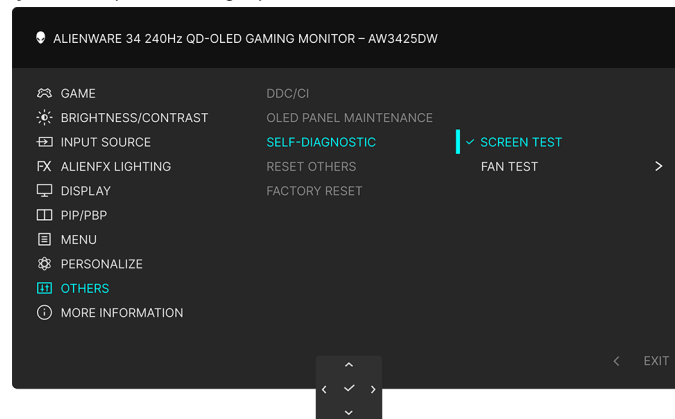 ALIENWARE 34 240Hz QD-OLED GAMING MONITOR – AW3425DW
GAME
BRIGHTNESS/CONTRAST
INPUT SOURCE
FX ALIENFX LIGHTING
DISPLAY
PIP/PBP
MENU
PERSONALIZE
OTHERS
MORE INFORMATION
DDC/CI
OLED PANEL MAINTENANCE
SELF-DIAGNOSTIC
RESET OTHERS
FACTORY RESET
SCREEN TEST
FAN TEST
EXIT